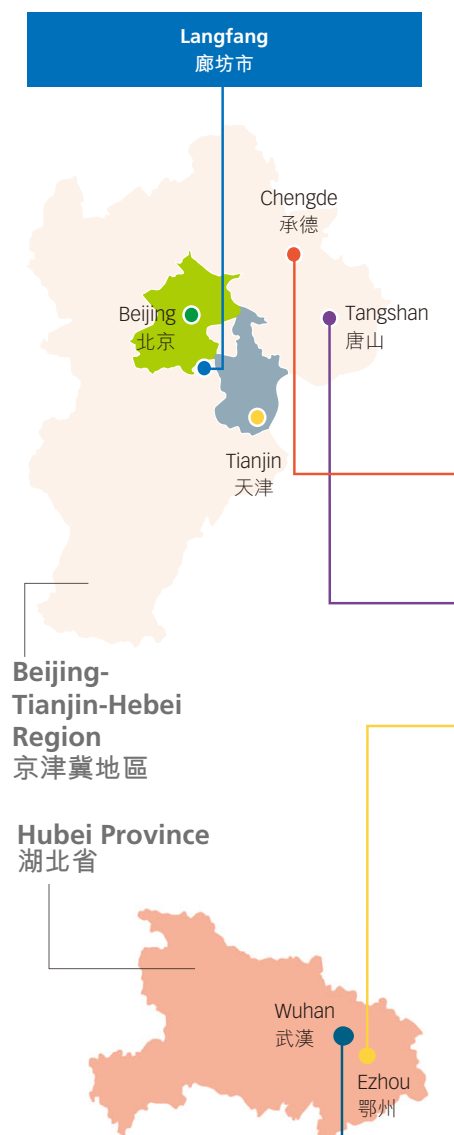 Langfang
廊坊市
Chengde
承德
Beijing
北京
Tangshan
唐山
Tianjin
天津
Beijing-
Tianjin-Hebei
Region
京津冀地區
Hubei Province
湖北省
Wuhan
武漢
Ezhou
鄂州